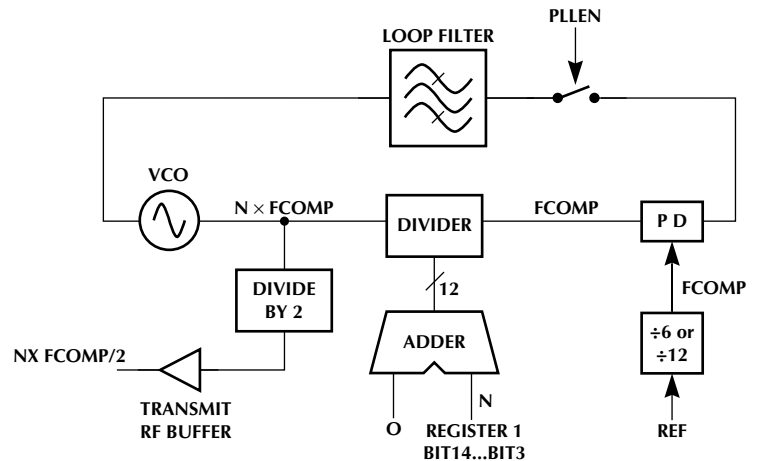 PLLEN
LOOP FILTER
VCO
N × FCOMP
DIVIDER
FCOMP
P D
DIVIDE
BY 2
12
FCOMP
ADDER
÷6 or
÷12
NX FCOMP/2
TRANSMIT
RF BUFFER
O
N
REGISTER 1
BIT14...BIT3
REF